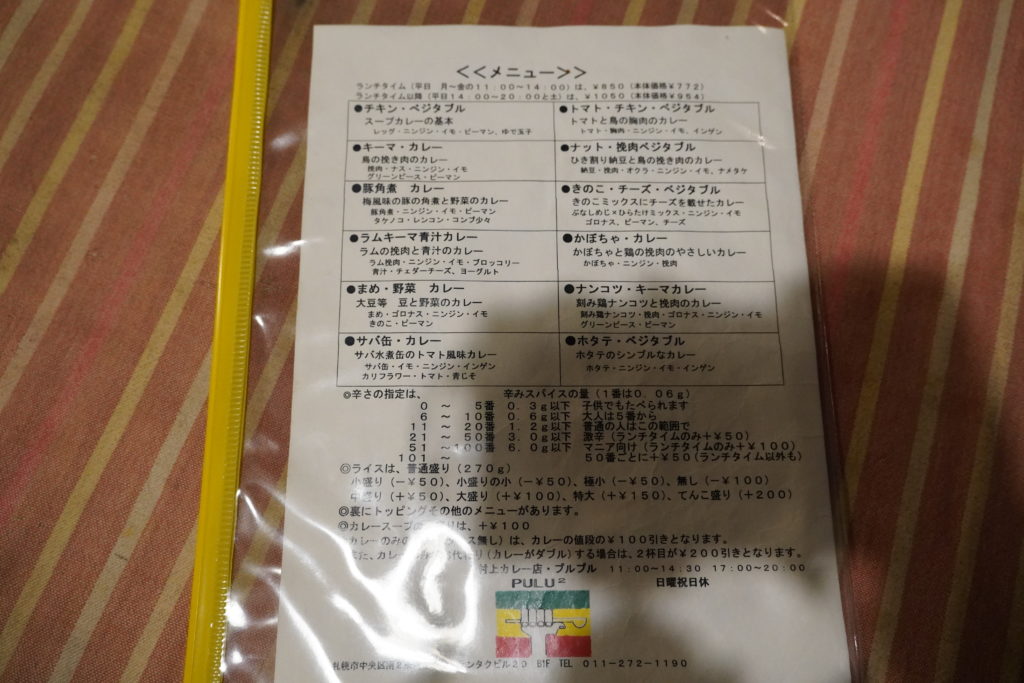 <<メニュー>>
ランチタイム（平日　月～金の11：00～14：00）は、¥850（本体価格¥772）
ランチタイム以降（平日14：00～20：00と土）は、¥1050（本体価格¥954）
●チキン・ベジタブル
スープカレーの基本
レッグ・ニンジン・イモ・ピーマン、ゆで玉子
●トマト・チキン・ベジタブル
トマトと鳥の胸肉のカレー
トマト・胸肉・ニンジン・イモ、インゲン
●キーマ・カレー
鳥の挽き肉のカレー
挽肉・ナス・ニンジン・イモ
グリーンピース・ピーマン
●ナット・挽肉ベジタブル
ひき割り納豆と鳥の挽き肉のカレー
納豆・挽肉・オクラ・ニンジン・イモ、ナメタケ
●豚角煮　カレー
梅風味の豚の角煮と野菜のカレー
豚角煮・ニンジン・イモ・ピーマン
タケノコ・レンコン・コンブ少々
●きのこ・チーズ・ベジタブル
きのこミックスにチーズを載せたカレー
ぶなしめじ×ひらたけミックス・ニンジン・イモ
ゴロナス、ピーマン、チーズ
●ラムキーマ青汁カレー
ラムの挽肉と青汁のカレー
ラム挽肉・ニンジン・イモ・ブロッコリー
青汁・チェダーチーズ、ヨーグルト
●かぼちゃ・カレー
かぼちゃと鶏の挽肉のやさしいカレー
かぼちゃ・ニンジン・挽肉
●まめ・野菜　カレー
大豆等　豆と野菜のカレー
まめ・ゴロナス・ニンジン・イモ
きのこ・ピーマン
●ナンコツ・キーマカレー
刻み鶏ナンコツと挽肉のカレー
刻み鶏ナンコツ・挽肉・ゴロナス・ニンジン・イモ
グリーンピース・ピーマン
●サバ缶・カレー
サバ水煮缶のトマト風味カレー
サバ缶・イモ・ニンジン・インゲン
カリフラワー・トマト・青じそ
●ホタテ・ベジタブル
ホタテのシンプルなカレー
ホタテ・ニンジン・イモ・インゲン
◎辛さの指定は、　辛みスパイスの量（1番は0．06g）
0　～　5番　0．3g以下　子供でもたべられます
6　～　10番　0．6g以下　大人は5番から
11　～　20番　1．2g以下　普通の人はこの範囲で
21　～　50番　3．0g以下　激辛（ランチタイムのみ＋¥50）
51　～100番　6．0g以下　マニア向け（ランチタイムのみ＋¥100）
101　～　50番ごとに＋¥50（ランチタイム以外も）
◎ライスは、普通盛り（270g）
小盛り（－¥50）、小盛りの小（－¥50）、極小（－¥50）、無し（－¥100）
中盛り（＋¥50）、大盛り（＋¥100）、特大（＋¥150）、てんこ盛り（＋200）
◎裏にトッピングその他のメニューがあります。
◎カレースープの　りは、＋¥100
カレーのみの　ス無し）は、カレーの値段の¥100引きとなります。
また、カレー　代わり（カレーがダブル）する場合は、2杯目が¥200引きとなります。
村上カレー店・プルプル　11：00～14：30　17：00～20：00
PULU²　日曜祝日休
札幌市中央区南2　ンタクビル29　B1F　TEL　011－272－1190